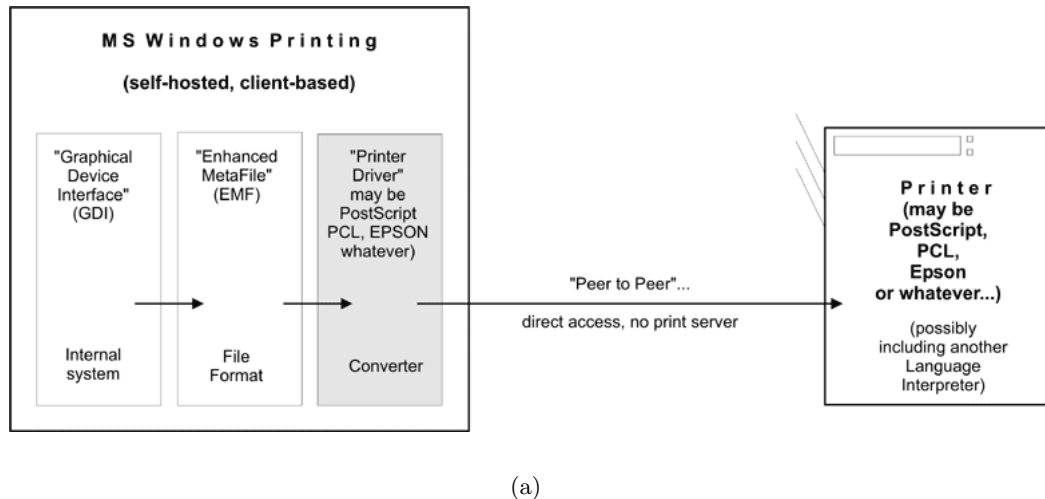 MS Windows Printing
(self-hosted, client-based)
"Graphical
Device
Interface"
(GDI)
Internal
system
"Enhanced
MetaFile"
(EMF)
File
Format
"Printer
Driver"
may be
PostScript
PCL, EPSON
whatever)
Converter
"Peer to Peer"...
direct access, no print server
Printer
(may be
PostScript,
PCL,
Epson
or whatever...)
(possibly
including another
Language
Interpreter)
(a)